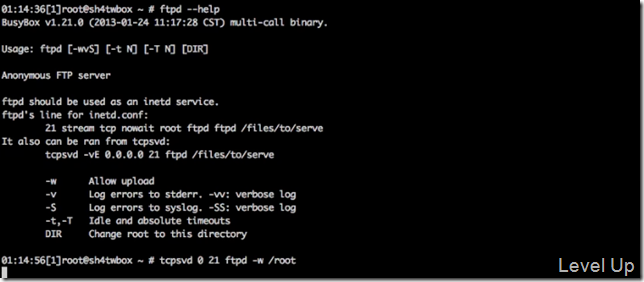 01:14:36[1]root@sh4twbox ~ # ftpd --help
BusyBox v1.21.0 (2013-01-24 11:17:28 CST) multi-call binary.
Usage: ftpd [-wvS] [-t N] [-T N] [DIR]
Anonymous FTP server
ftpd should be used as an inetd service.
ftpd's line for inetd.conf:
21 stream tcp nowait root ftpd ftpd /files/to/serve
It also can be ran from tcpsvd:
tcpsvd -vE 0.0.0.0 21 ftpd /files/to/serve
-w Allow upload
-v Log errors to stderr. -vv: verbose log
-S Log errors to syslog. -SS: verbose log
-t,-T Idle and absolute timeouts
DIR Change root to this directory
01:14:56[1]root@sh4twbox ~ # tcpsvd 0 21 ftpd -w /root
Level Up